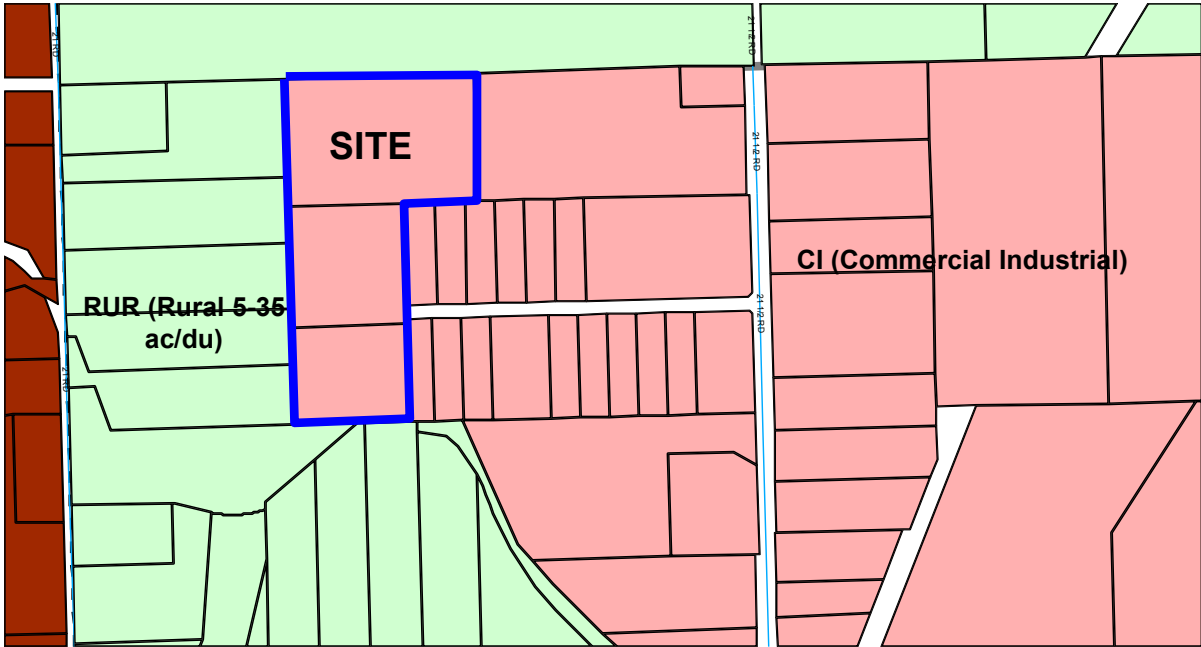 21 RD
21 1/2 RD
SITE
21 1/2 RD
CI (Commercial Industrial)
RUR (Rural 5-35
ac/du)
21 1/2 RD
21 RD